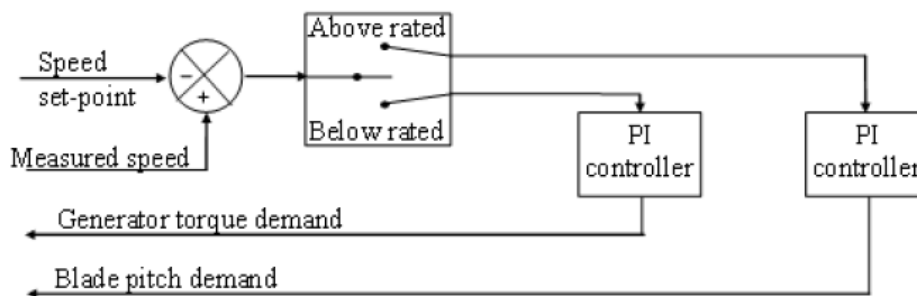 Speed
set-point
−
+
Measured speed
Above rated
Below rated
PI
controller
PI
controller
Generator torque demand
Blade pitch demand